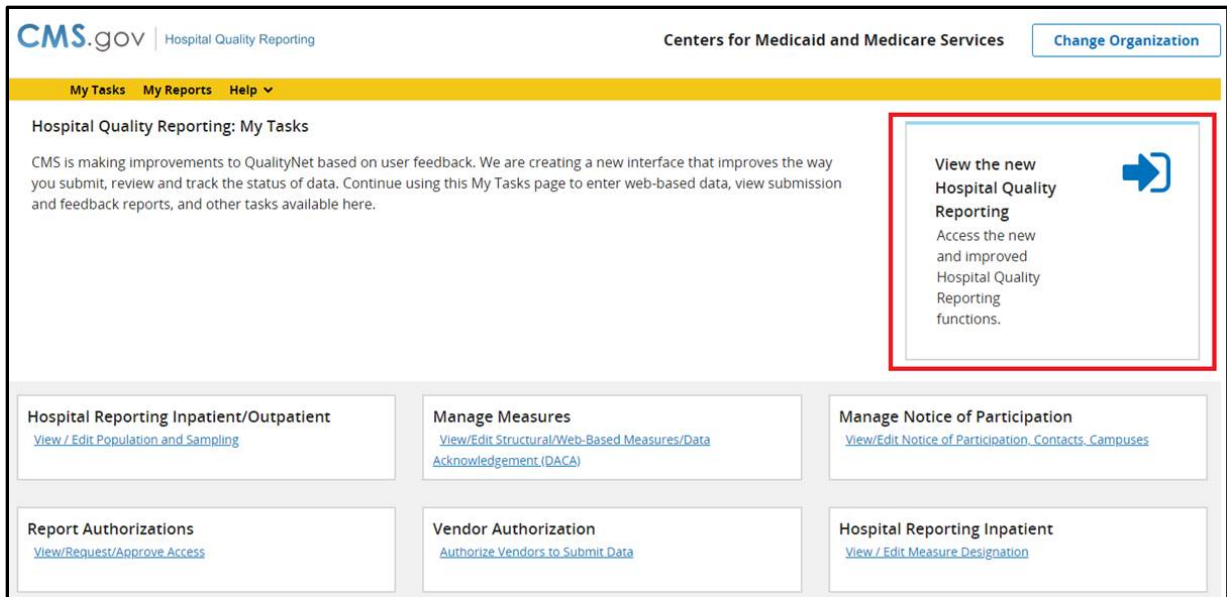 CMS.gov Hospital Quality Reporting
Centers for Medicaid and Medicare Services
Change Organization
My Tasks My Reports Help
Hospital Quality Reporting: My Tasks
CMS is making improvements to QualityNet based on user feedback. We are creating a new interface that improves the way
you submit, review and track the status of data. Continue using this My Tasks page to enter web-based data, view submission
and feedback reports, and other tasks available here.
View the new
Hospital Quality
Reporting
Access the new
and improved
Hospital Quality
Reporting
functions.
Hospital Reporting Inpatient/Outpatient
View / Edit Population and Sampling
Manage Measures
View/Edit Structural/Web-Based Measures/Data
Acknowledgement (DACA)
Manage Notice of Participation
View/Edit Notice of Participation, Contacts, Campuses
Report Authorizations
View/Request/Approve Access
Vendor Authorization
Authorize Vendors to Submit Data
Hospital Reporting Inpatient
View / Edit Measure Designation